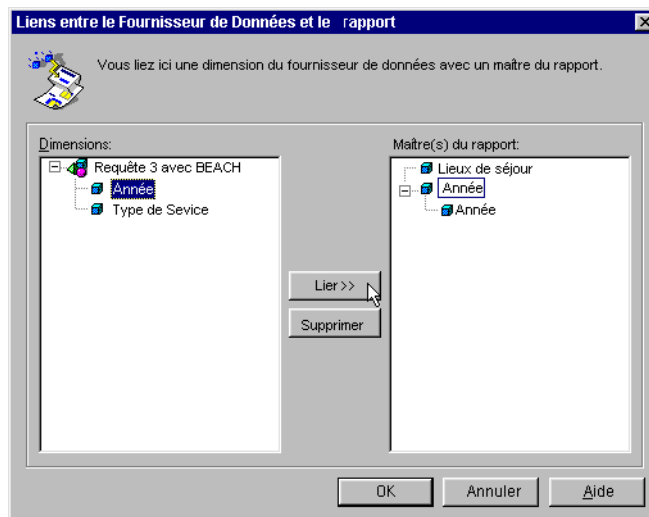 Liens entre le Fournisseur de Données et le rapport
Vous liez ici une dimension du fournisseur de données avec un maître du rapport.
Dimensions:
Requête 3 avec BEACH
Année
Type de Sevice
Lier >>
Supprimer
Maître(s) du rapport:
Lieux de séjour
Année
Année
OK
Annuler
Aide